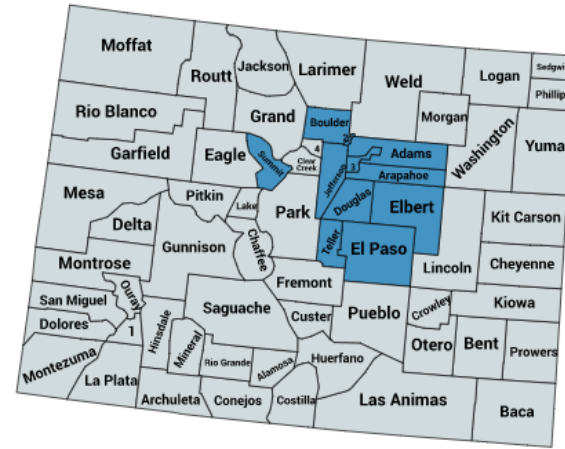 Moffat
Routt
Jackson
Larimer
Weld
Logan
Sedgwi
Phillip
Rio Blanco
Grand
Boulder
Morgan
Washington
Yuma
Garfield
Eagle
Summit
4
Clear
Creek
Jefferson
3
Adams
Arapahoe
Mesa
Pitkin
Lake
Park
Douglas
Elbert
Kit Carson
Delta
Gunnison
Chaffee
Teller
El Paso
Lincoln
Cheyenne
Montrose
Ouray
Fremont
San Miguel
Saguache
Custer
Pueblo
Crowley
Kiowa
Dolores
1
Hinsdale
Mineral
Rio Grande
Alamosa
Huerfano
Otero
Bent
Prowers
Montezuma
La Plata
Archuleta
Conejos
Costilla
Las Animas
Baca